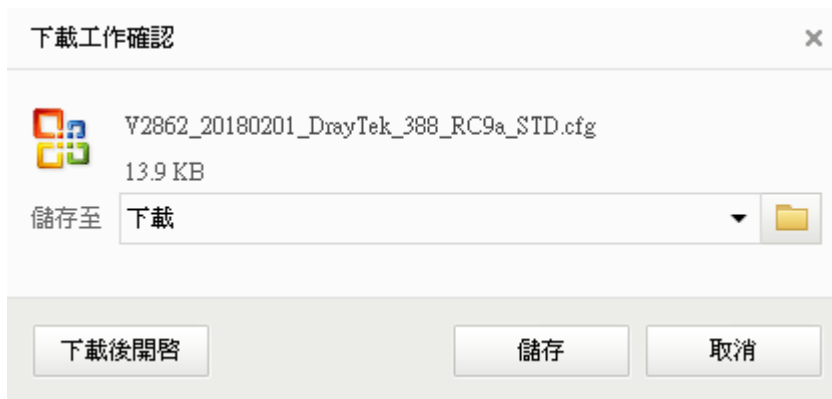 下載工作確認
V2862_20180201_DrayTek_388_RC9a_STD.cfg
13.9 KB
儲存至 下載
下載後開啓 儲存 取消